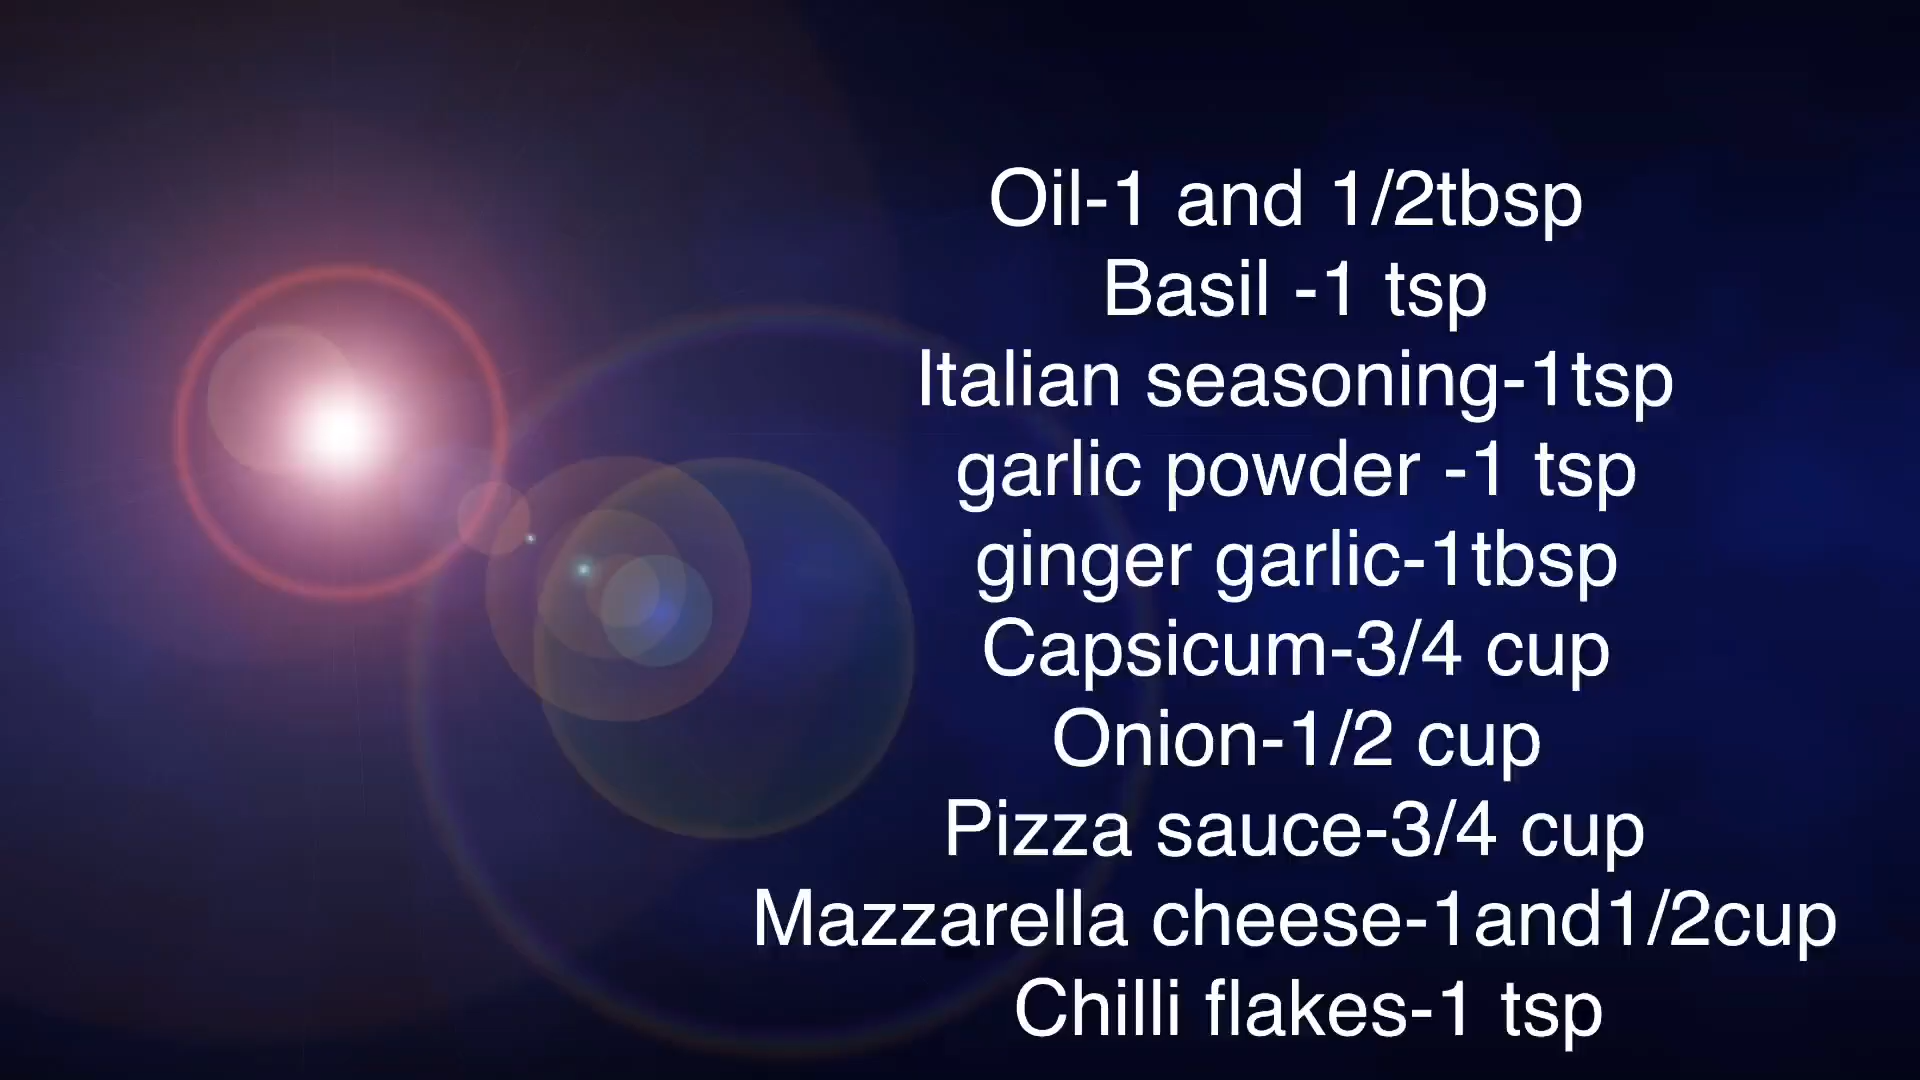 Oil-1 and 1/2tbsp
Basil -1 tsp
Italian seasoning-1tsp
garlic powder -1 tsp
ginger garlic-1tbsp
Capsicum-3/4 cup
Onion-1/2 cup
Pizza sauce-3/4 cup
Mazzarella cheese-1and1/2cup
Chilli flakes-1 tsp